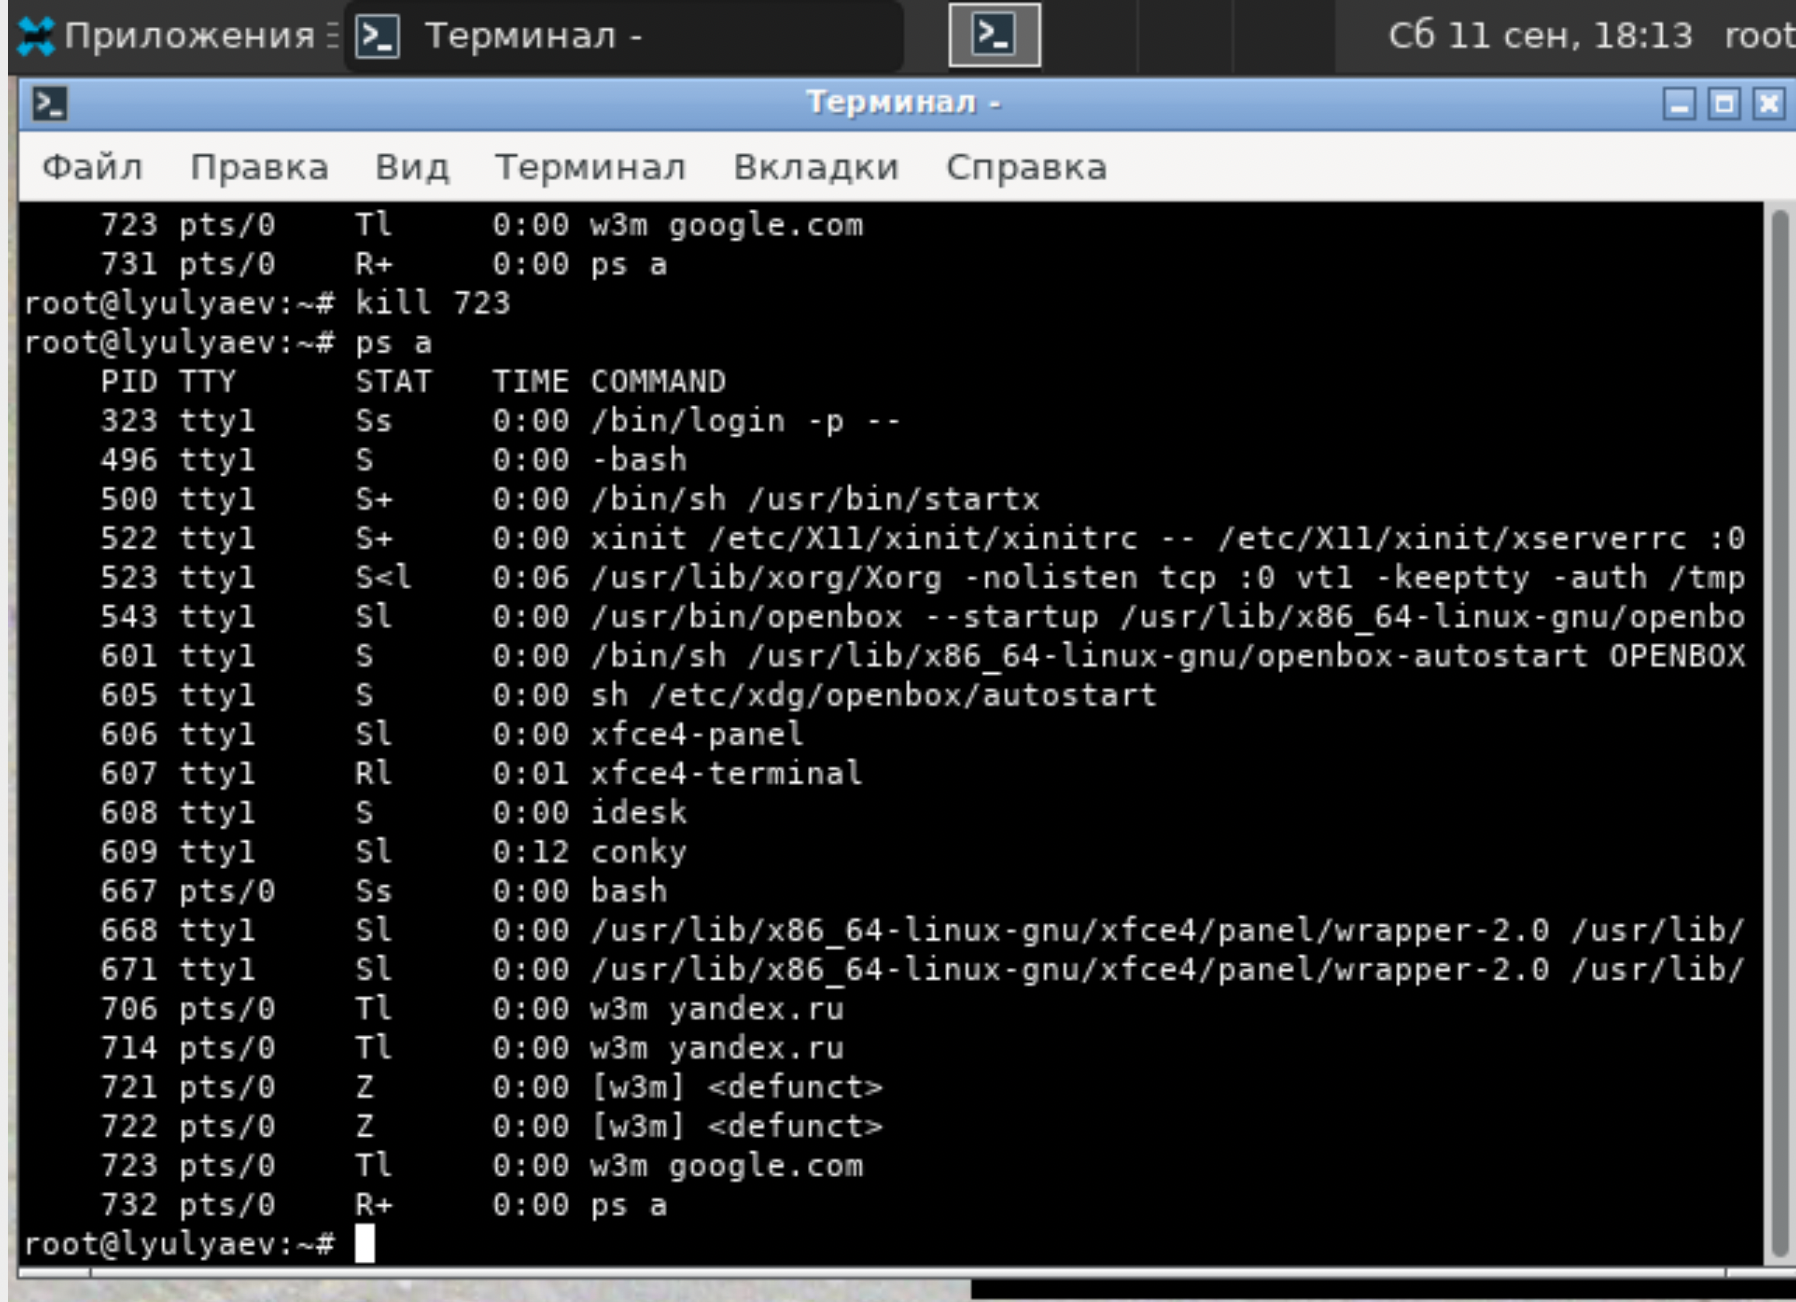 Приложения Терминал - Сб 11 сен, 18:13 root
Терминал -
Файл Правка Вид Терминал Вкладки Справка
723 pts/0 Tl 0:00 w3m google.com
731 pts/0 R+ 0:00 ps a
root@lyulyaev:~# kill 723
root@lyulyaev:~# ps a
PID TTY STAT TIME COMMAND
323 tty1 Ss 0:00 /bin/login -p --
496 tty1 S 0:00 -bash
500 tty1 S+ 0:00 /bin/sh /usr/bin/startx
522 tty1 S+ 0:00 xinit /etc/X11/xinit/xinitrc -- /etc/X11/xinit/xserverrc :0
523 tty1 S<l 0:06 /usr/lib/xorg/Xorg -nolisten tcp :0 vt1 -keeptty -auth /tmp
543 tty1 Sl 0:00 /usr/bin/openbox --startup /usr/lib/x86_64-linux-gnu/openbo
601 tty1 S 0:00 /bin/sh /usr/lib/x86_64-linux-gnu/openbox-autostart OPENBOX
605 tty1 S 0:00 sh /etc/xdg/openbox/autostart
606 tty1 Sl 0:00 xfce4-panel
607 tty1 Rl 0:01 xfce4-terminal
608 tty1 S 0:00 idesk
609 tty1 Sl 0:12 conky
667 pts/0 Ss 0:00 bash
668 tty1 Sl 0:00 /usr/lib/x86_64-linux-gnu/xfce4/panel/wrapper-2.0 /usr/lib/
671 tty1 Sl 0:00 /usr/lib/x86_64-linux-gnu/xfce4/panel/wrapper-2.0 /usr/lib/
706 pts/0 Tl 0:00 w3m yandex.ru
714 pts/0 Tl 0:00 w3m yandex.ru
721 pts/0 Z 0:00 [w3m] <defunct>
722 pts/0 Z 0:00 [w3m] <defunct>
723 pts/0 Tl 0:00 w3m google.com
732 pts/0 R+ 0:00 ps a
root@lyulyaev:~#